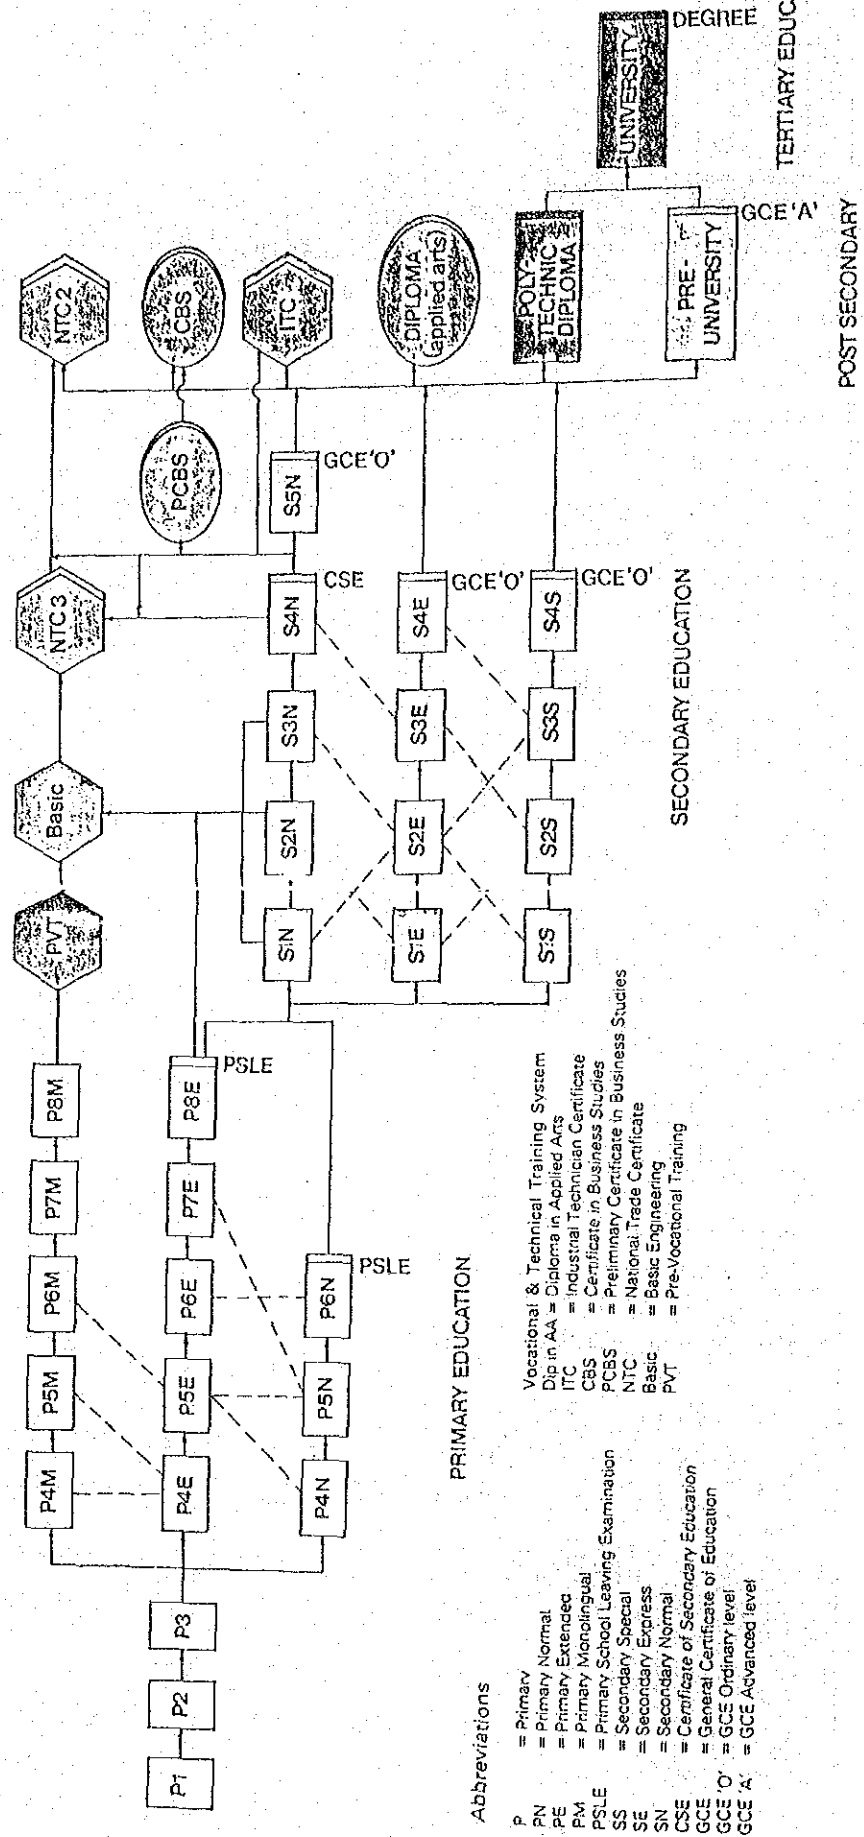 P1
P2
P3
P4M
P5M
P6M
P7M
P8M
PVT
Basic
NTC3
NTC2
P4E
P5E
P6E
P7E
P8E
PSLE
PCBS
CBS
P4N
P5N
P6N
PSLE
S1N
S2N
S3N
S4N
CSE
S5N
GCE'O'
ITC
S1E
S2E
S3E
S4E
GCE'O'
DIPLOMA
(applied arts)
S1S
S2S
S3S
S4S
GCE'O'
POLY-
TECHNIC
DIPLOMA
PRE-
UNIVERSITY
GCE'A'
UNIVERSITY
DEGREE
PRIMARY EDUCATION
SECONDARY EDUCATION
POST SECONDARY
TERTIARY EDUC
Abbreviations
P = Primary
PN = Primary Normal
PE = Primary Extended
PM = Primary Monolingual
PSLE = Primary School Leaving Examination
SS = Secondary Special
SE = Secondary Express
SN = Secondary Normal
CSE = Certificate of Secondary Education
GCE = General Certificate of Education
GCE 'O' = GCE Ordinary level
GCE 'A' = GCE Advanced level
Vocational & Technical Training System
Dip in AA = Diploma in Applied Arts
ITC = Industrial Technician Certificate
CBS = Certificate in Business Studies
PCBS = Preliminary Certificate in Business Studies
NTC = National Trade Certificate
Basic = Basic Engineering
PVT = Pre-Vocational Training